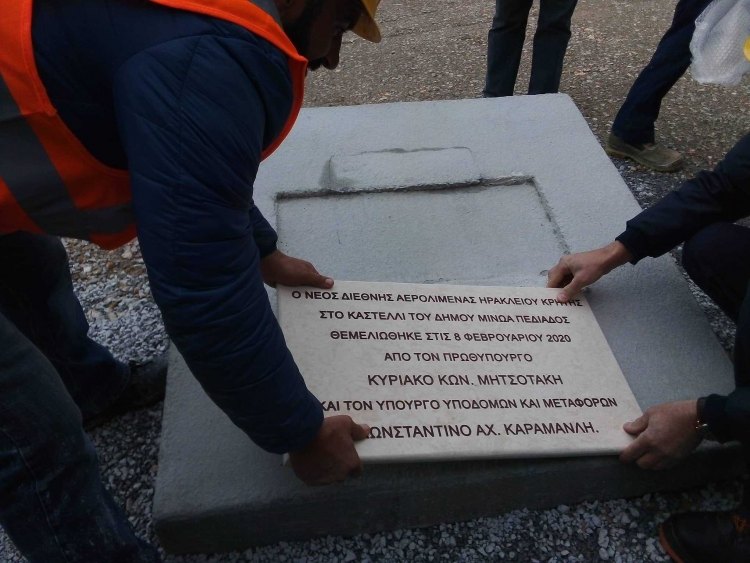 Ο ΝΕΟΣ ΔΙΕΘΝΗΣ ΑΕΡΟΛΙΜΕΝΑΣ ΗΡΑΚΛΕΙΟΥ ΚΡΗΤΗΣ
ΣΤΟ ΚΑΣΤΕΛΛΙ ΤΟΥ ΔΗΜΟΥ ΜΙΝΩΑ ΠΕΔΙΑΔΟΣ
ΘΕΜΕΛΙΩΘΗΚΕ ΣΤΙΣ 8 ΦΕΒΡΟΥΑΡΙΟΥ 2020
ΑΠΟ ΤΟΝ ΠΡΩΘΥΠΟΥΡΓΟ
ΚΥΡΙΑΚΟ ΚΩΝ. ΜΗΤΣΟΤΑΚΗ
ΚΑΙ ΤΟΝ ΥΠΟΥΡΓΟ ΥΠΟΔΟΜΩΝ ΚΑΙ ΜΕΤΑΦΟΡΩΝ
ΚΩΝΣΤΑΝΤΙΝΟ ΑΧ. ΚΑΡΑΜΑΝΛΗ.